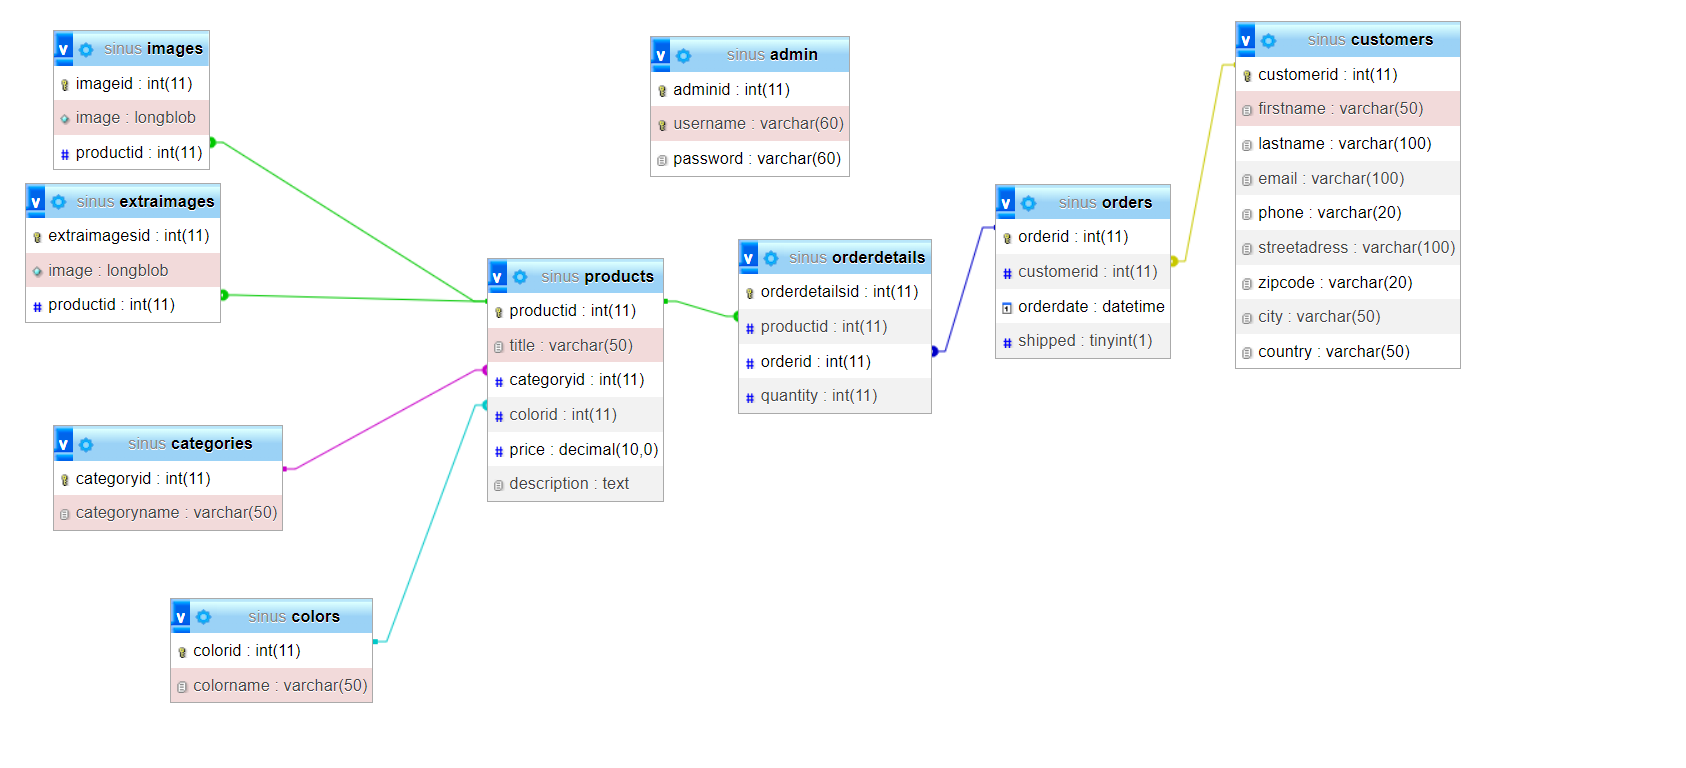 v sinus images
imageid : int(11)
image : longblob
productid : int(11)
v sinus extraimages
extraimagesid : int(11)
image : longblob
productid : int(11)
v sinus categories
categoryid : int(11)
categoryname : varchar(50)
v sinus colors
colorid : int(11)
colorname : varchar(50)
v sinus products
productid : int(11)
title : varchar(50)
# categoryid : int(11)
# colorid : int(11)
# price : decimal(10,0)
description : text
v sinus admin
adminid : int(11)
username : varchar(60)
password : varchar(60)
v sinus orderdetails
orderdetailsid : int(11)
# productid : int(11)
# orderid : int(11)
# quantity : int(11)
v sinus orders
orderid : int(11)
# customerid : int(11)
orderdate : datetime
# shipped : tinyint(1)
v sinus customers
customerid : int(11)
firstname : varchar(50)
lastname : varchar(100)
email : varchar(100)
phone : varchar(20)
streetadress : varchar(100)
zipcode : varchar(20)
city : varchar(50)
country : varchar(50)